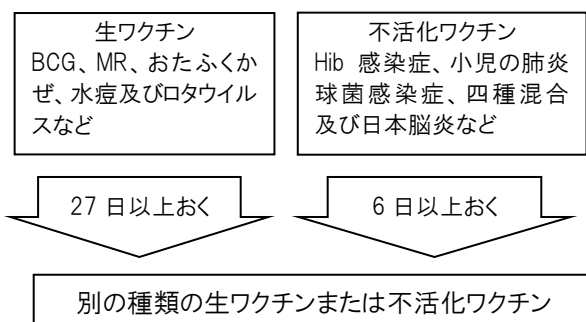 生ワクチン
BCG、MR、おたふくか
ぜ、水痘及びロタウイル
スなど
不活化ワクチン
Hib 感染症、小児の肺炎
球菌感染症、四種混合
及び日本脳炎など
27 日以上おく
6 日以上おく
別の種類の生ワクチンまたは不活化ワクチン